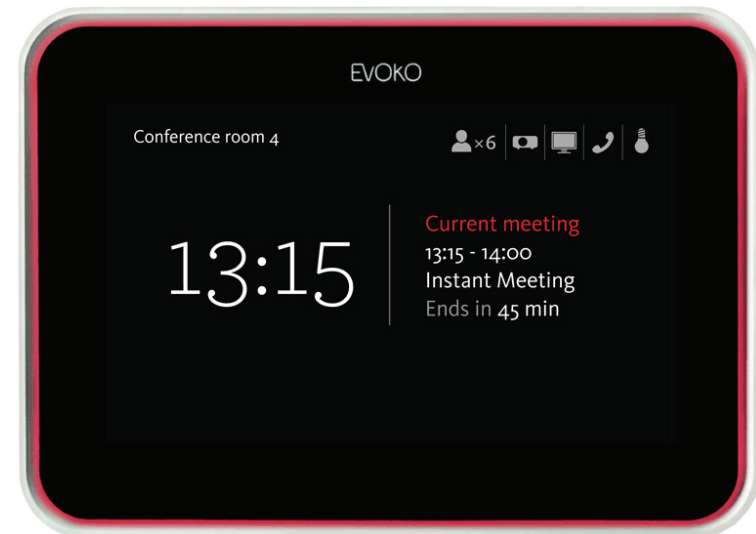 EVOKO
Conference room 4
×6
13:15
Current meeting
13:15 - 14:00
Instant Meeting
Ends in 45 min